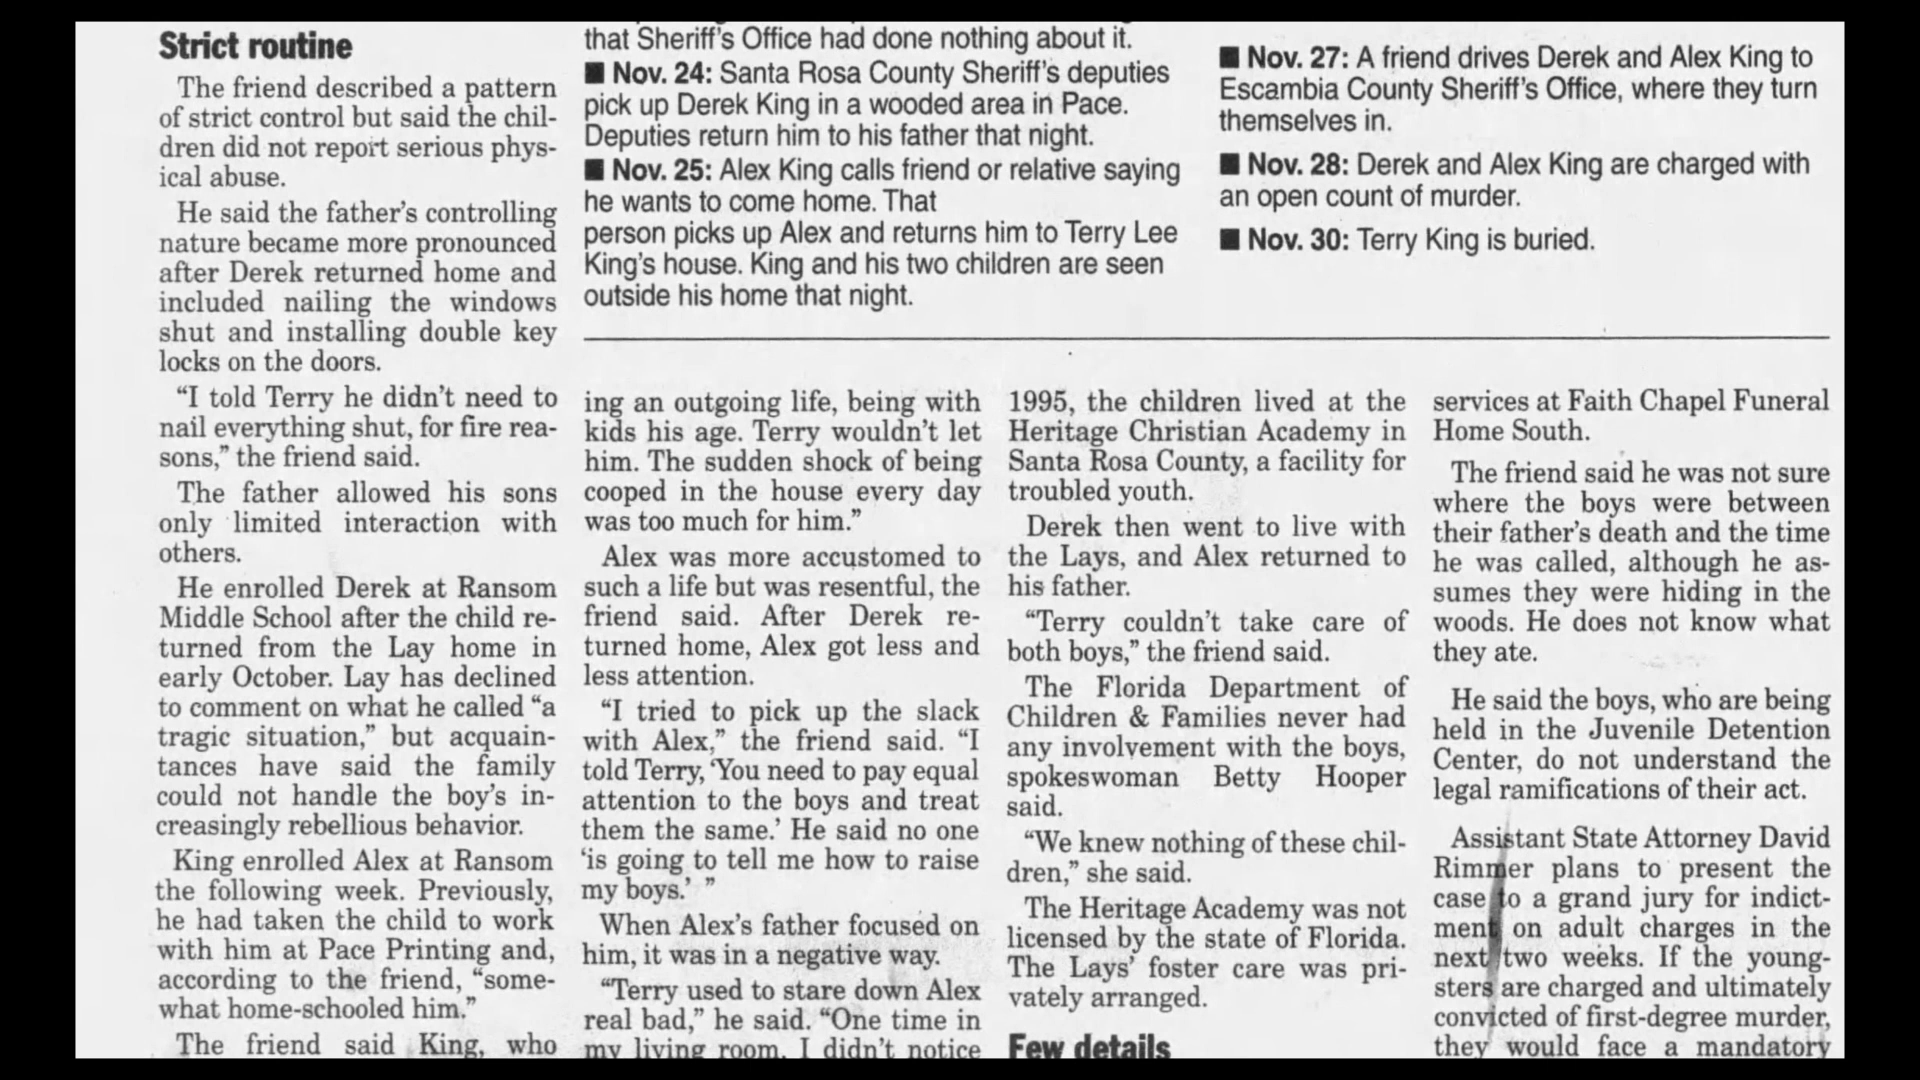 Strict routine
The friend described a pattern
of strict control but said the chil-
dren did not report serious phys-
ical abuse.
He said the father's controlling
nature became more pronounced
after Derek returned home and
included nailing the windows
shut and installing double key
locks on the doors.
“I told Terry he didn't need to
nail everything shut, for fire rea-
sons,” the friend said.
The father allowed his sons
only limited interaction with
others.
He enrolled Derek at Ransom
Middle School after the child re-
turned from the Lay home in
early October. Lay has declined
to comment on what he called “a
tragic situation,” but acquain-
tances have said the family
could not handle the boy's in-
creasingly rebellious behavior.
King enrolled Alex at Ransom
the following week. Previously,
he had taken the child to work
with him at Pace Printing and,
according to the friend, “some-
what home-schooled him.”
The friend said King, who
that Sheriff's Office had done nothing about it.
■ Nov. 24: Santa Rosa County Sheriff's deputies
pick up Derek King in a wooded area in Pace.
Deputies return him to his father that night.
■ Nov. 25: Alex King calls friend or relative saying
he wants to come home. That
person picks up Alex and returns him to Terry Lee
King's house. King and his two children are seen
outside his home that night.
■ Nov. 27: A friend drives Derek and Alex King to
Escambia County Sheriff's Office, where they turn
themselves in.
■ Nov. 28: Derek and Alex King are charged with
an open count of murder.
■ Nov. 30: Terry King is buried.
ing an outgoing life, being with
kids his age. Terry wouldn't let
him. The sudden shock of being
cooped in the house every day
was too much for him.”
Alex was more accustomed to
such a life but was resentful, the
friend said. After Derek re-
turned home, Alex got less and
less attention.
“I tried to pick up the slack
with Alex,” the friend said. “I
told Terry, ‘You need to pay equal
attention to the boys and treat
them the same.’ He said no one
‘is going to tell me how to raise
my boys.’ ”
When Alex's father focused on
him, it was in a negative way.
“Terry used to stare down Alex
real bad,” he said. “One time in
my living room, I didn't notice
1995, the children lived at the
Heritage Christian Academy in
Santa Rosa County, a facility for
troubled youth.
Derek then went to live with
the Lays, and Alex returned to
his father.
“Terry couldn't take care of
both boys,” the friend said.
The Florida Department of
Children & Families never had
any involvement with the boys,
spokeswoman Betty Hooper
said.
“We knew nothing of these chil-
dren,” she said.
The Heritage Academy was not
licensed by the state of Florida.
The Lays' foster care was pri-
vately arranged.
Few details
services at Faith Chapel Funeral
Home South.
The friend said he was not sure
where the boys were between
their father's death and the time
he was called, although he as-
sumes they were hiding in the
woods. He does not know what
they ate.
He said the boys, who are being
held in the Juvenile Detention
Center, do not understand the
legal ramifications of their act.
Assistant State Attorney David
Rimmer plans to present the
case to a grand jury for indict-
ment on adult charges in the
next two weeks. If the young-
sters are charged and ultimately
convicted of first-degree murder,
they would face a mandatory